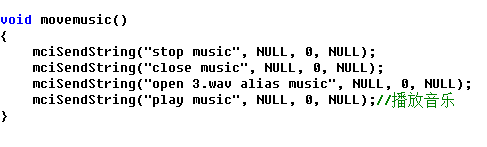 void movemusic()
{
    mciSendString("stop music", NULL, 0, NULL);
    mciSendString("close music", NULL, 0, NULL);
    mciSendString("open 3.wav alias music", NULL, 0, NULL);
    mciSendString("play music", NULL, 0, NULL);//播放音乐
}